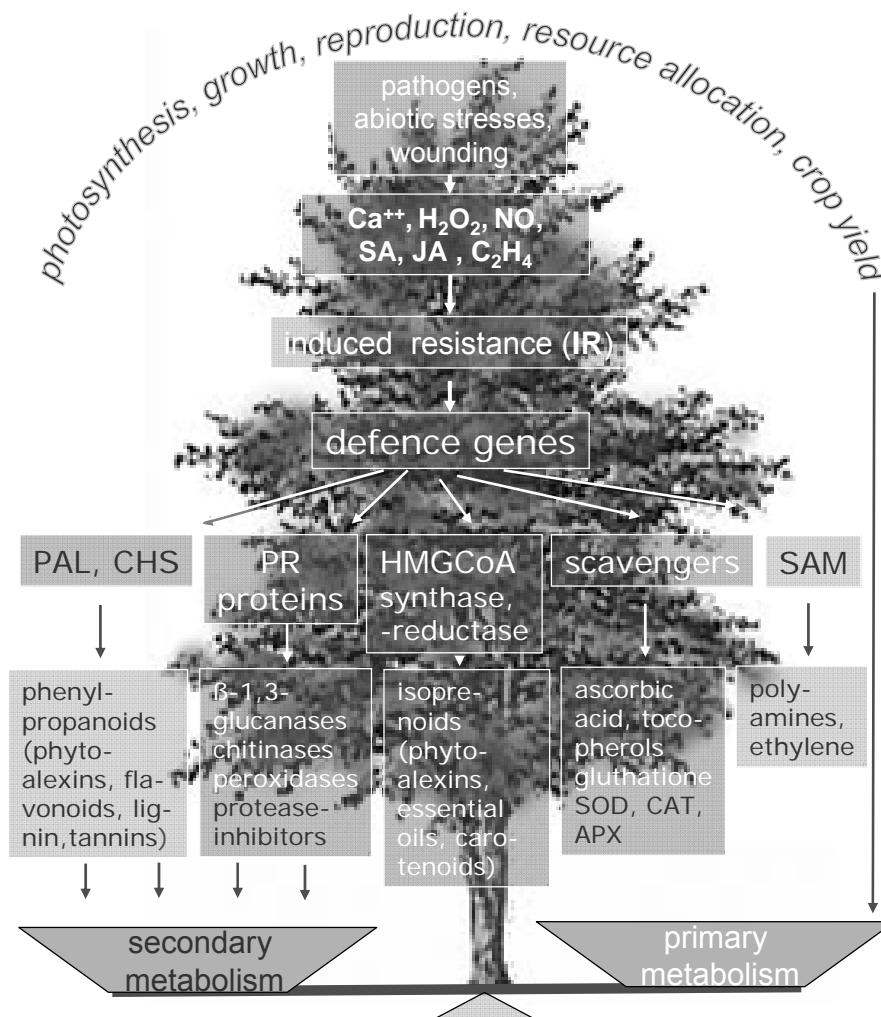 photosynthesis, growth, reproduction, resource allocation, crop yield
pathogens,
abiotic stresses,
wounding
Ca⁺⁺, H₂O₂, NO,
SA, JA , C₂H₄
induced resistance (IR)
defence genes
PAL, CHS
PR
proteins
HMGCoA
synthase,
-reductase
scavengers
SAM
phenyl-
propanoids
(phyto-
alexins, fla-
vonoids, lig-
nin,tannins)
ß-1,3-
glucanases
chitinases
peroxidases
protease-
inhibitors
isopre-
noids
(phyto-
alexins,
essential
oils, caro-
tenoids)
ascorbic
acid, toco-
pherols
gluthatione
SOD, CAT,
APX
poly-
amines,
ethylene
secondary
metabolism
primary
metabolism